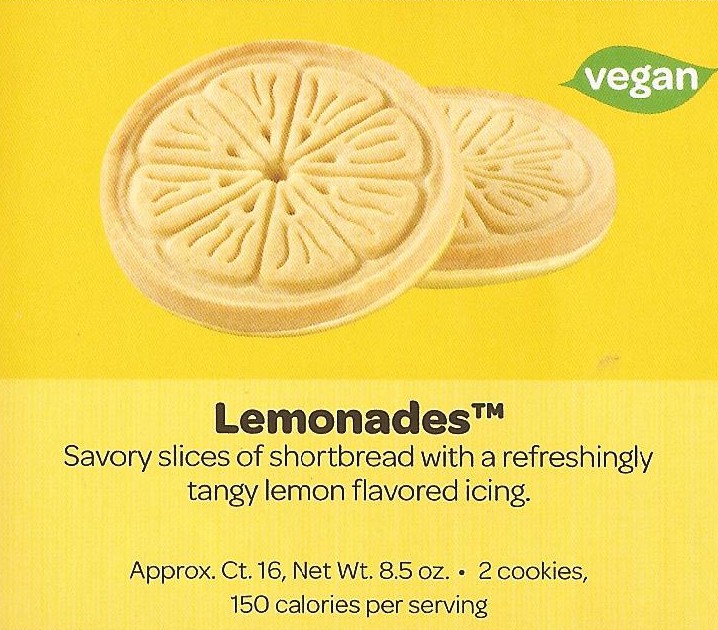 vegan
Lemonades™
Savory slices of shortbread with a refreshingly
tangy lemon flavored icing.
Approx. Ct. 16, Net Wt. 8.5 oz. • 2 cookies,
150 calories per serving